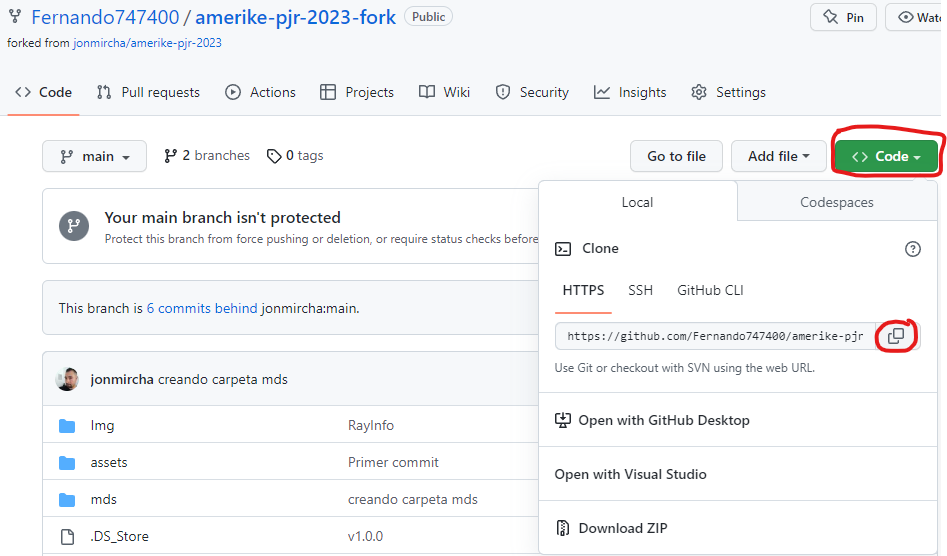 Fernando747400 / amerike-pjr-2023-fork Public Pin
forked from jonmircha/amerike-pjr-2023
<> Code Pull requests Actions Projects Wiki Security Insights Settings
main 2 branches 0 tags Go to file Add file <> Code
Local Codespaces
Your main branch isn't protected
Protect this branch from force pushing or deletion, or require status checks before
Clone
HTTPS SSH GitHub CLI
This branch is 6 commits behind jonmircha:main.
https://github.com/Fernando747400/amerike-pjr
Use Git or checkout with SVN using the web URL.
jonmircha creando carpeta mds
Open with GitHub Desktop
Img RayInfo
assets Primer commit
Open with Visual Studio
mds creando carpeta mds
Download ZIP
.DS_Store v1.0.0